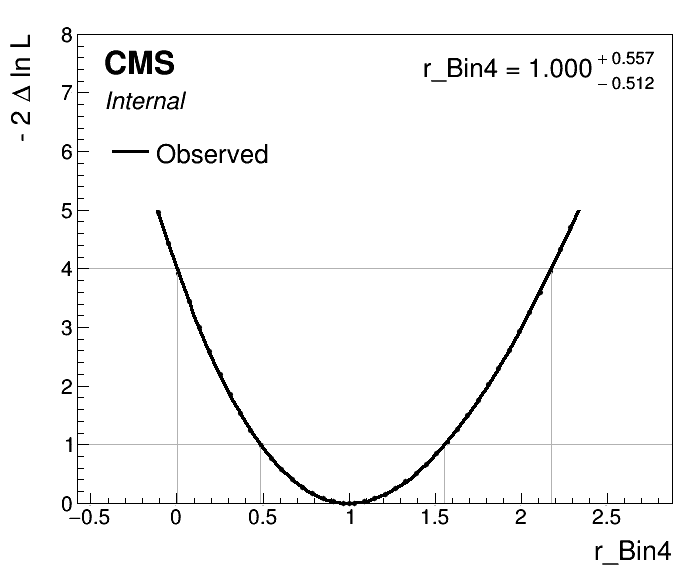 - 2 Δ ln L
8
7
6
5
4
3
2
1
0
CMS
Internal
r_Bin4 = 1.000 +0.557 −0.512
Observed
−0.5 0 0.5 1 1.5 2 2.5
r_Bin4